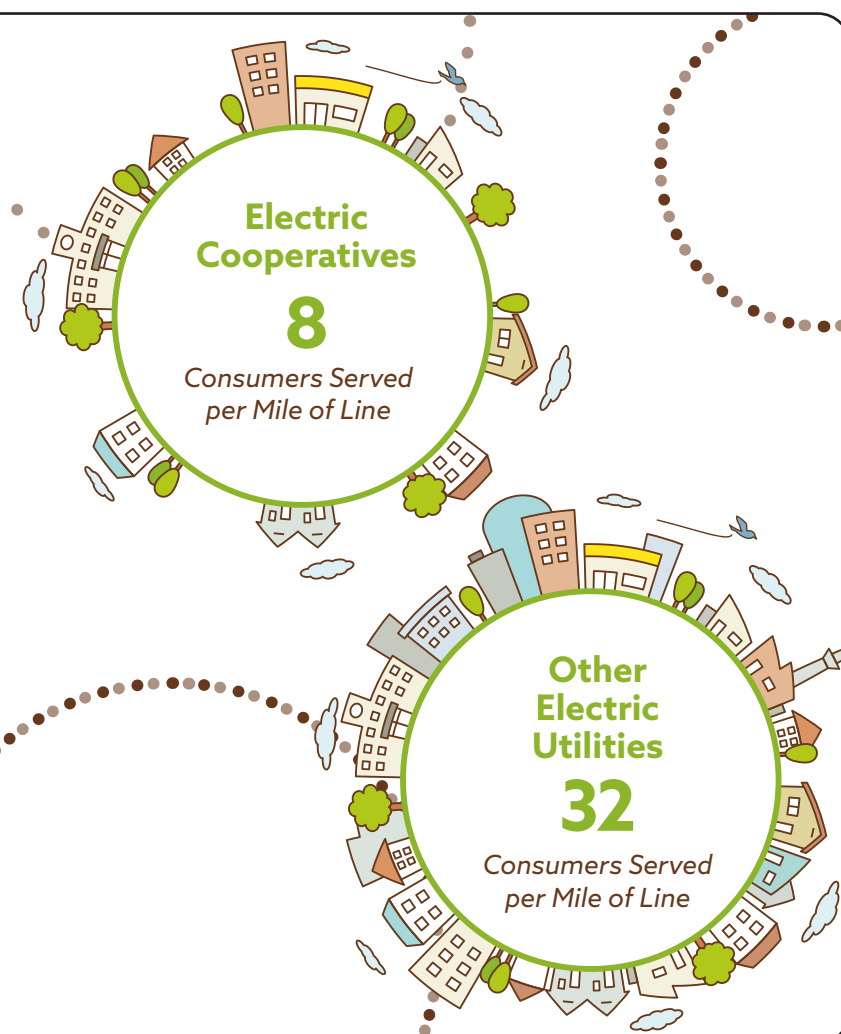 Electric
Cooperatives
8
Consumers Served
per Mile of Line
Other
Electric
Utilities
32
Consumers Served
per Mile of Line